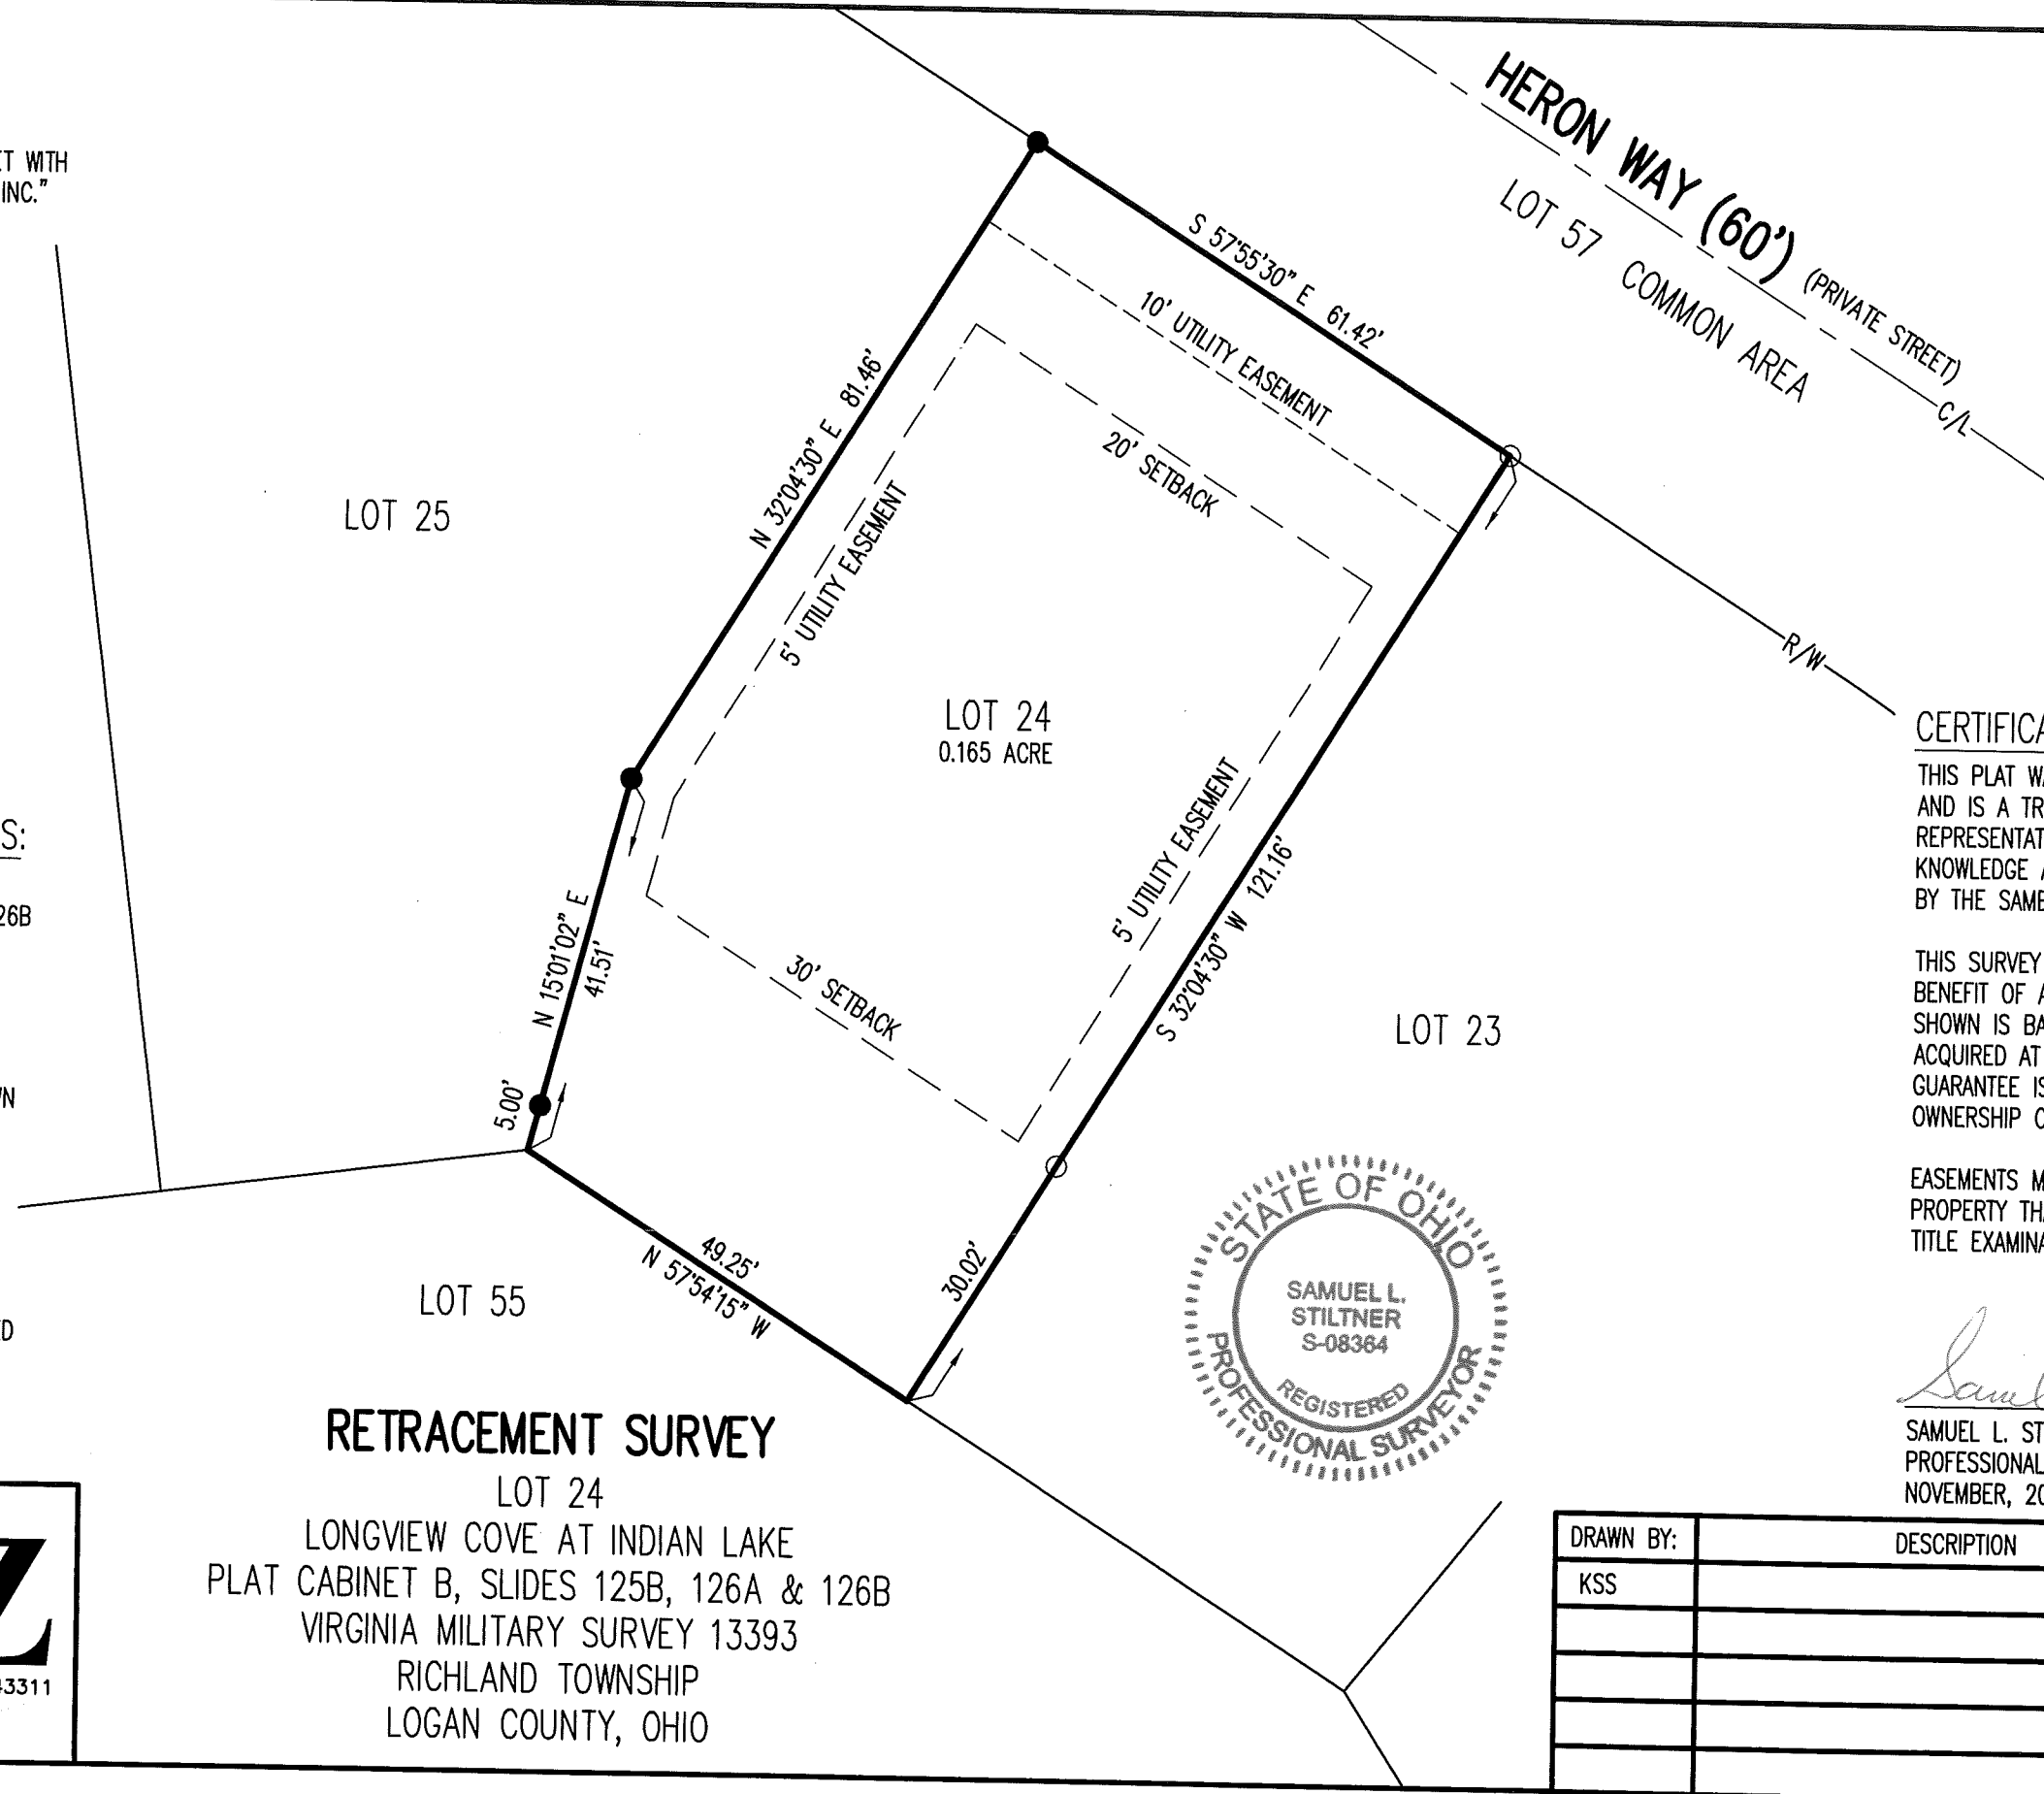 WITH
INC."
HERON WAY (60') (PRIVATE STREET)
LOT 57 COMMON AREA
C/L
R/W
S 57°55'30" E 61.42'
10' UTILITY EASEMENT
20' SETBACK
N 32°04'30" E 81.46'
5' UTILITY EASEMENT
LOT 25
LOT 24
0.165 ACRE
5' UTILITY EASEMENT
S 32°04'30" W 121.16'
N 15°01'02" E
41.51'
30' SETBACK
LOT 23
5.00'
49.25'
N 57°54'15" W
30.02'
LOT 55
S:
26B
CERTIFICA
THIS PLAT WA
AND IS A TR
REPRESENTAT
KNOWLEDGE A
BY THE SAME
THIS SURVEY
BENEFIT OF A
SHOWN IS BA
ACQUIRED AT
GUARANTEE IS
OWNERSHIP O
EASEMENTS M
PROPERTY THA
TITLE EXAMINA
STATE OF OHIO
SAMUEL L.
STILTNER
S-08364
REGISTERED
PROFESSIONAL SURVEYOR
Samuel
SAMUEL L. ST
PROFESSIONAL
NOVEMBER, 20
RETRACEMENT SURVEY
LOT 24
LONGVIEW COVE AT INDIAN LAKE
PLAT CABINET B, SLIDES 125B, 126A & 126B
VIRGINIA MILITARY SURVEY 13393
RICHLAND TOWNSHIP
LOGAN COUNTY, OHIO
43311
DRAWN BY: DESCRIPTION
KSS